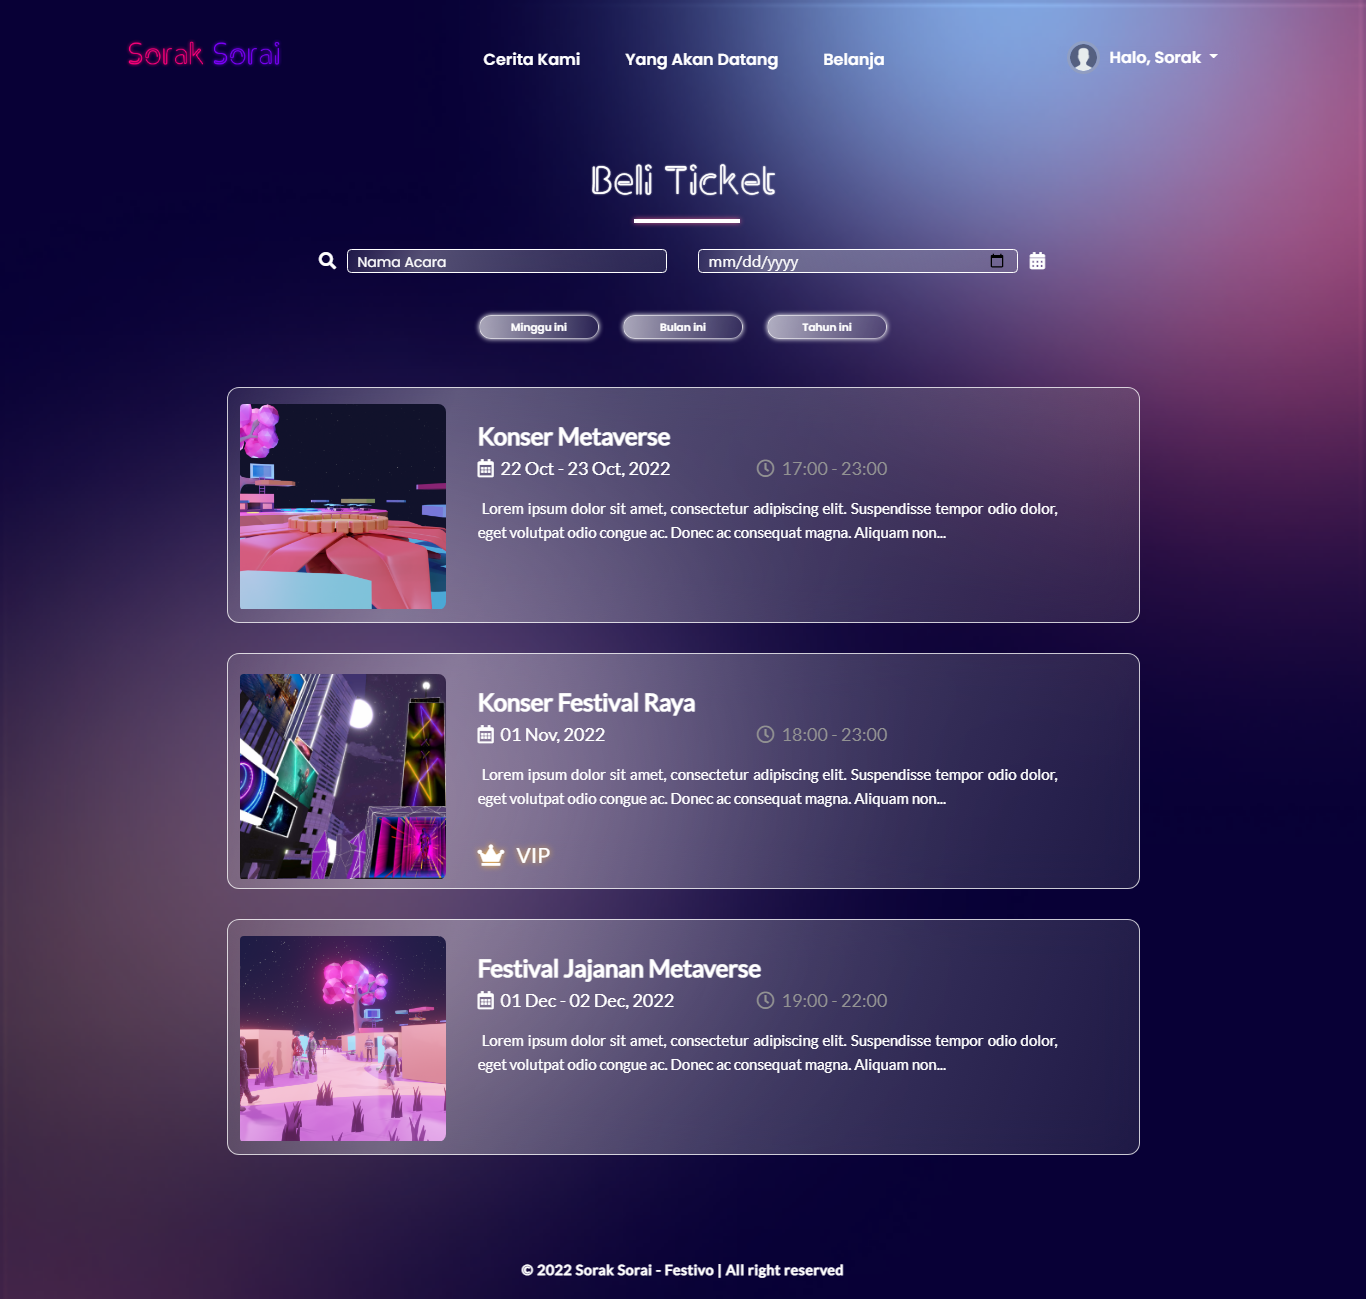 Sorak Sorai
Cerita Kami
Yang Akan Datang
Belanja
Halo, Sorak
Beli Ticket
Nama Acara
mm/dd/yyyy
Minggu ini
Bulan ini
Tahun ini
Konser Metaverse
22 Oct - 23 Oct, 2022
17:00 - 23:00
Lorem ipsum dolor sit amet, consectetur adipiscing elit. Suspendisse tempor odio dolor,
eget volutpat odio congue ac. Donec ac consequat magna. Aliquam non...
Konser Festival Raya
01 Nov, 2022
18:00 - 23:00
Lorem ipsum dolor sit amet, consectetur adipiscing elit. Suspendisse tempor odio dolor,
eget volutpat odio congue ac. Donec ac consequat magna. Aliquam non...
VIP
Festival Jajanan Metaverse
01 Dec - 02 Dec, 2022
19:00 - 22:00
Lorem ipsum dolor sit amet, consectetur adipiscing elit. Suspendisse tempor odio dolor,
eget volutpat odio congue ac. Donec ac consequat magna. Aliquam non...
© 2022 Sorak Sorai - Festivo | All right reserved